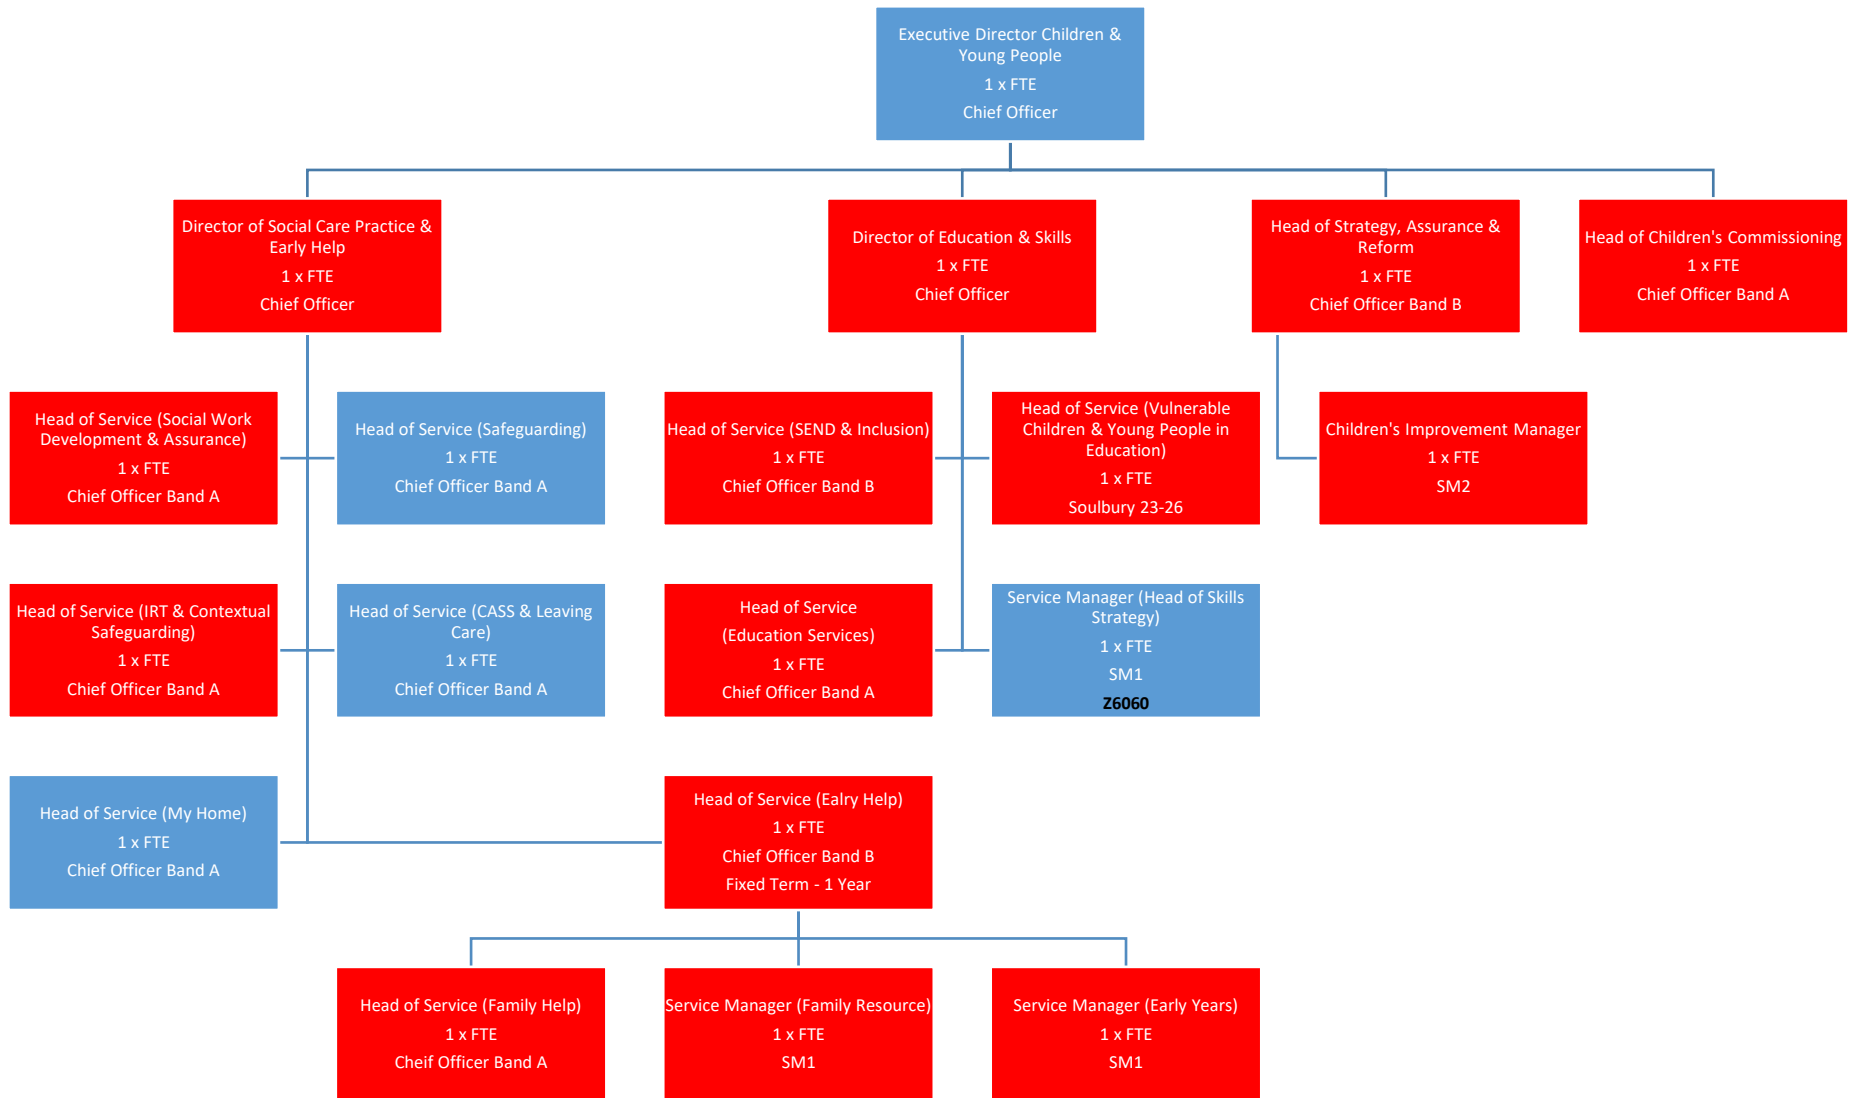 Executive Director Children &
Young People
1 x FTE
Chief Officer
Director of Social Care Practice &
Early Help
1 x FTE
Chief Officer
Director of Education & Skills
1 x FTE
Chief Officer
Head of Strategy, Assurance &
Reform
1 x FTE
Chief Officer Band B
Head of Children's Commissioning
1 x FTE
Chief Officer Band A
Head of Service (Social Work
Development & Assurance)
1 x FTE
Chief Officer Band A
Head of Service (Safeguarding)
1 x FTE
Chief Officer Band A
Head of Service (SEND & Inclusion)
1 x FTE
Chief Officer Band B
Head of Service (Vulnerable
Children & Young People in
Education)
1 x FTE
Soulbury 23-26
Children's Improvement Manager
1 x FTE
SM2
Head of Service (IRT & Contextual
Safeguarding)
1 x FTE
Chief Officer Band A
Head of Service (CASS & Leaving
Care)
1 x FTE
Chief Officer Band A
Head of Service
(Education Services)
1 x FTE
Chief Officer Band A
Service Manager (Head of Skills
Strategy)
1 x FTE
SM1
Z6060
Head of Service (My Home)
1 x FTE
Chief Officer Band A
Head of Service (Ealry Help)
1 x FTE
Chief Officer Band B
Fixed Term - 1 Year
Head of Service (Family Help)
1 x FTE
Cheif Officer Band A
Service Manager (Family Resource)
1 x FTE
SM1
Service Manager (Early Years)
1 x FTE
SM1